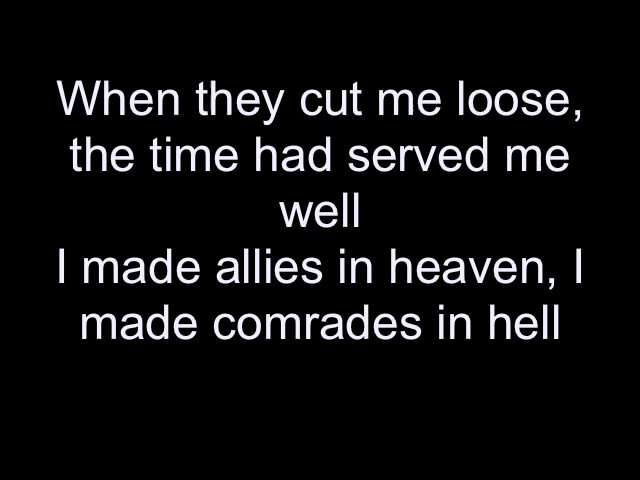 When they cut me loose,
the time had served me
well
I made allies in heaven, I
made comrades in hell